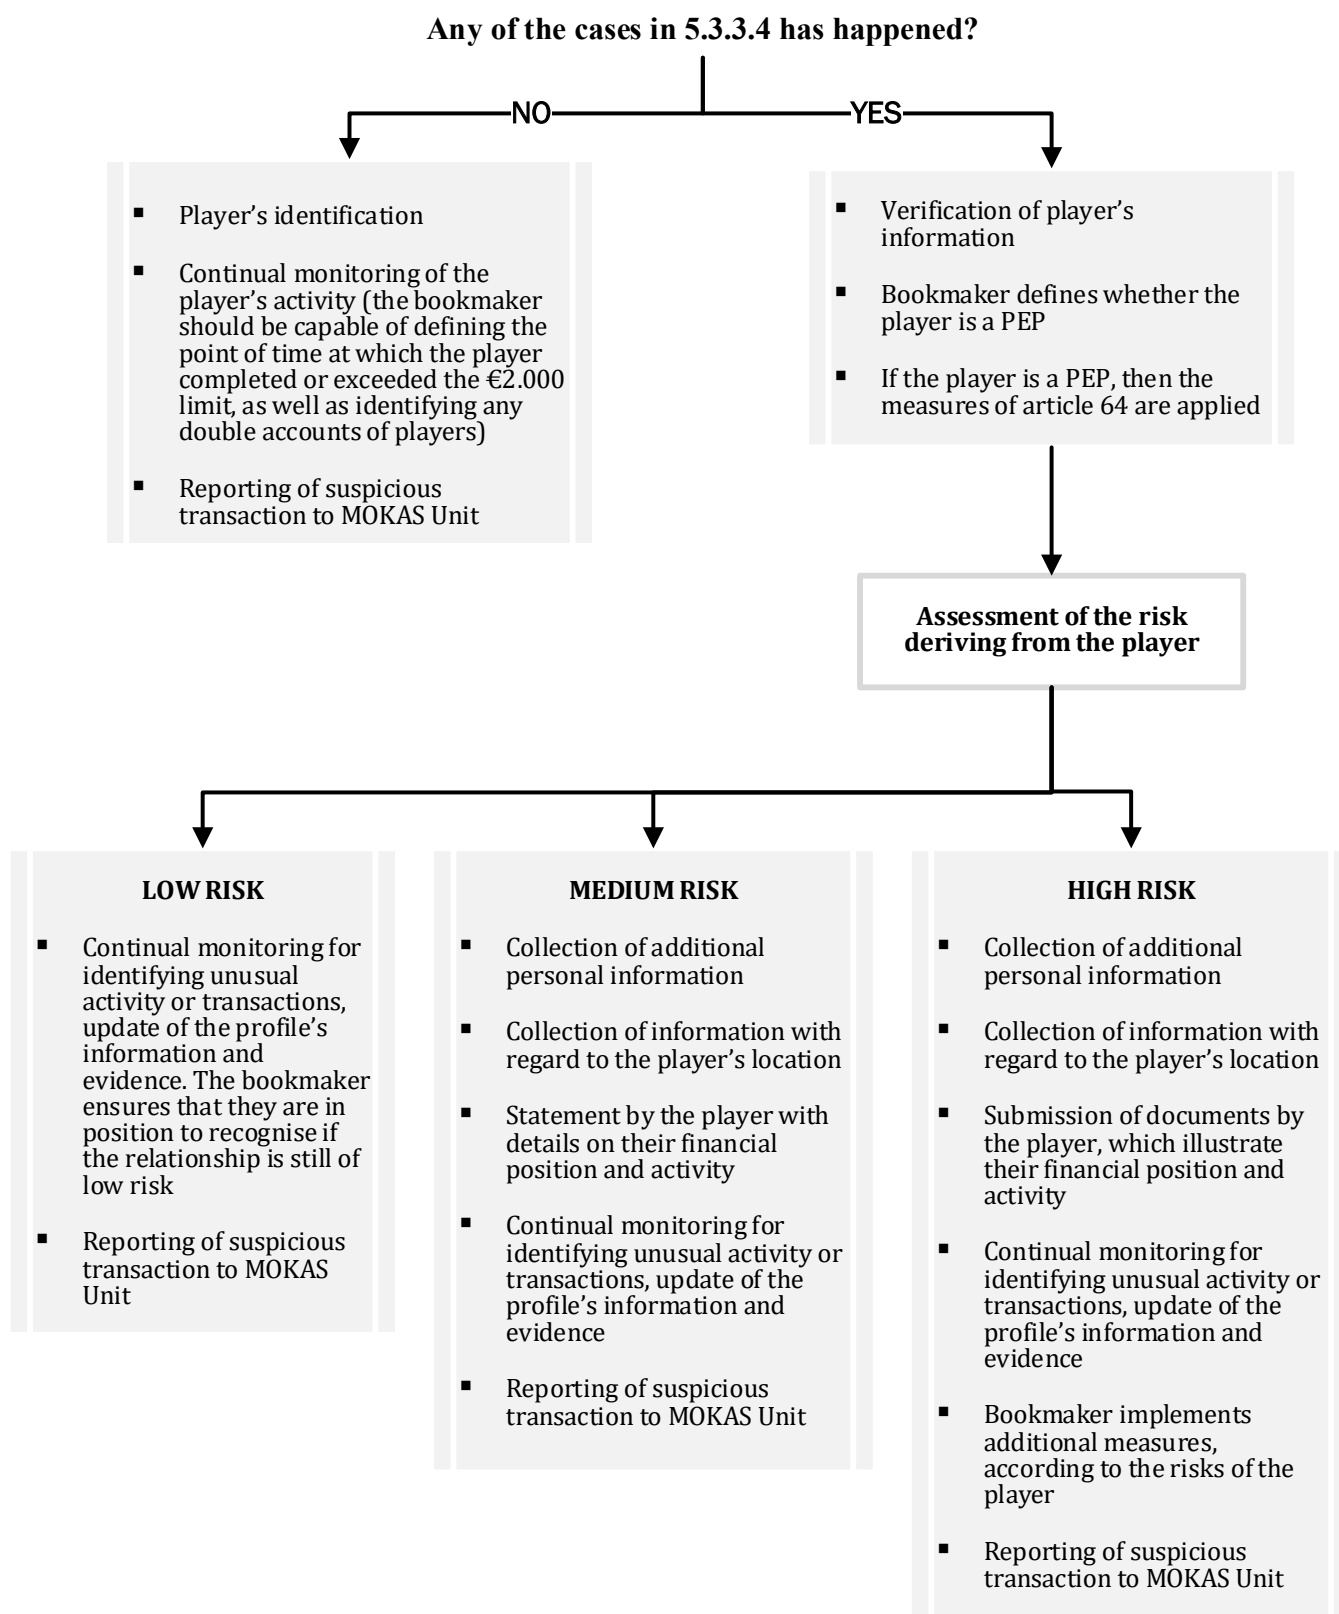 Any of the cases in 5.3.3.4 has happened?
NO
YES
▪ Player’s identification
▪ Continual monitoring of the
player’s activity (the bookmaker
should be capable of defining the
point of time at which the player
completed or exceeded the €2.000
limit, as well as identifying any
double accounts of players)
▪ Reporting of suspicious
transaction to MOKAS Unit
▪ Verification of player’s
information
▪ Bookmaker defines whether the
player is a PEP
▪ If the player is a PEP, then the
measures of article 64 are applied
Assessment of the risk
deriving from the player
LOW RISK
▪ Continual monitoring for
identifying unusual
activity or transactions,
update of the profile’s
information and
evidence. The bookmaker
ensures that they are in
position to recognise if
the relationship is still of
low risk
▪ Reporting of suspicious
transaction to MOKAS
Unit
MEDIUM RISK
▪ Collection of additional
personal information
▪ Collection of information with
regard to the player’s location
▪ Statement by the player with
details on their financial
position and activity
▪ Continual monitoring for
identifying unusual activity or
transactions, update of the
profile’s information and
evidence
▪ Reporting of suspicious
transaction to MOKAS Unit
HIGH RISK
▪ Collection of additional
personal information
▪ Collection of information with
regard to the player’s location
▪ Submission of documents by
the player, which illustrate
their financial position and
activity
▪ Continual monitoring for
identifying unusual activity or
transactions, update of the
profile’s information and
evidence
▪ Bookmaker implements
additional measures,
according to the risks of the
player
▪ Reporting of suspicious
transaction to MOKAS Unit